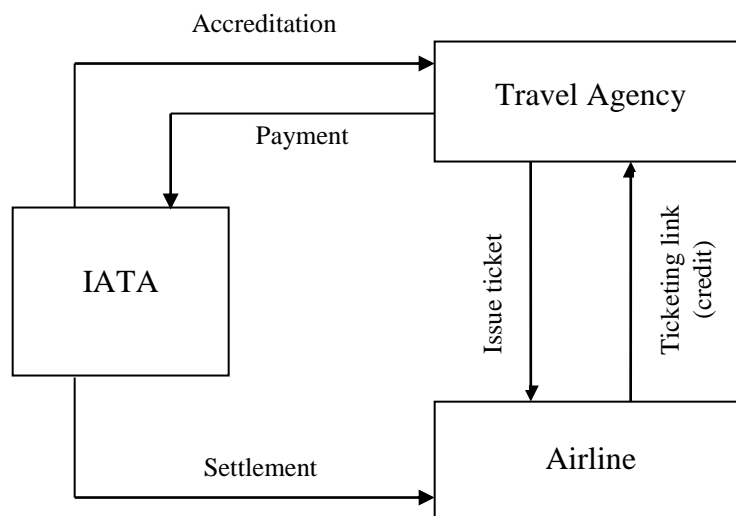 Accreditation
Travel Agency
Payment
IATA
Issue ticket
Ticketing link
(credit)
Settlement
Airline